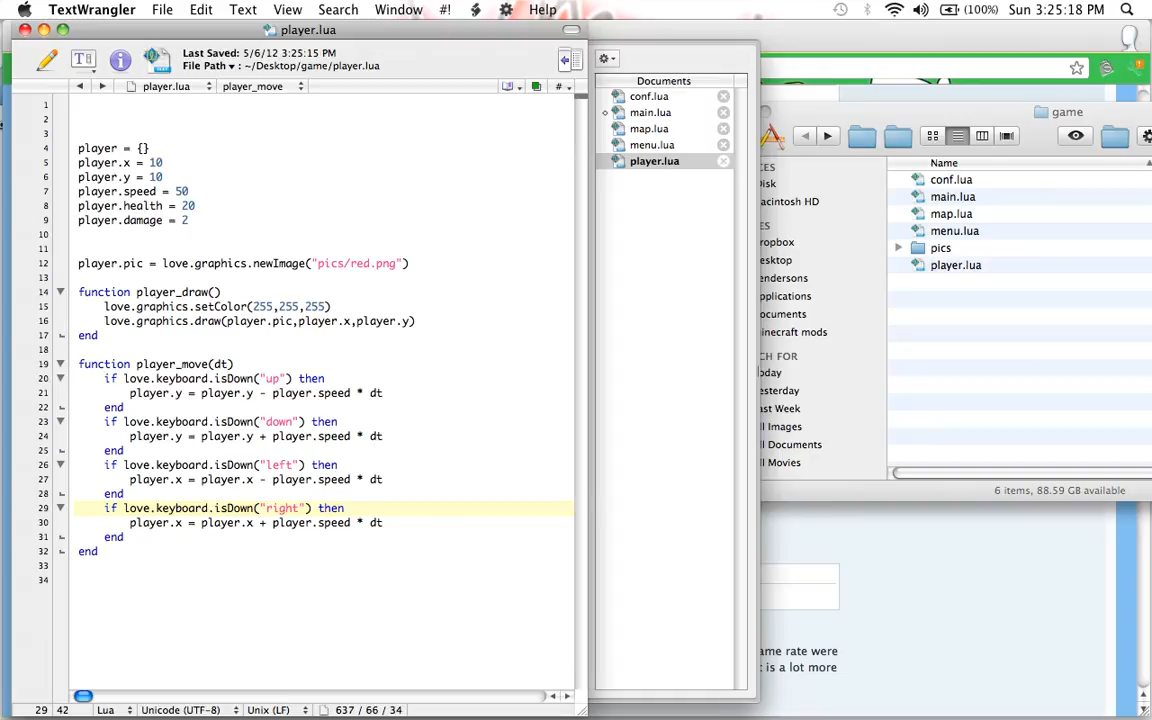 TextWrangler File Edit Text View Search Window #! Help (100%) Sun 3:25:18 PM
player.lua
Last Saved: 5/6/12 3:25:15 PM
File Path ▾ : ~/Desktop/game/player.lua
player.lua player_move #
1
2
3
4 player = {}
5 player.x = 10
6 player.y = 10
7 player.speed = 50
8 player.health = 20
9 player.damage = 2
10
11
12 player.pic = love.graphics.newImage("pics/red.png")
13
14 function player_draw()
15 love.graphics.setColor(255,255,255)
16 love.graphics.draw(player.pic,player.x,player.y)
17 end
18
19 function player_move(dt)
20 if love.keyboard.isDown("up") then
21 player.y = player.y - player.speed * dt
22 end
23 if love.keyboard.isDown("down") then
24 player.y = player.y + player.speed * dt
25 end
26 if love.keyboard.isDown("left") then
27 player.x = player.x - player.speed * dt
28 end
29 if love.keyboard.isDown("right") then
30 player.x = player.x + player.speed * dt
31 end
32 end
33
34
29 42 Lua Unicode (UTF-8) Unix (LF) 637 / 66 / 34
Documents
conf.lua
main.lua
map.lua
menu.lua
player.lua
game
CES
Disk
acintosh HD
ES
ropbox
esktop
endersons
pplications
ocuments
inecraft mods
CH FOR
oday
esterday
ast Week
ll Images
ll Documents
ll Movies
Name
conf.lua
main.lua
map.lua
menu.lua
pics
player.lua
6 items, 88.59 GB available
ame rate were
t is a lot more